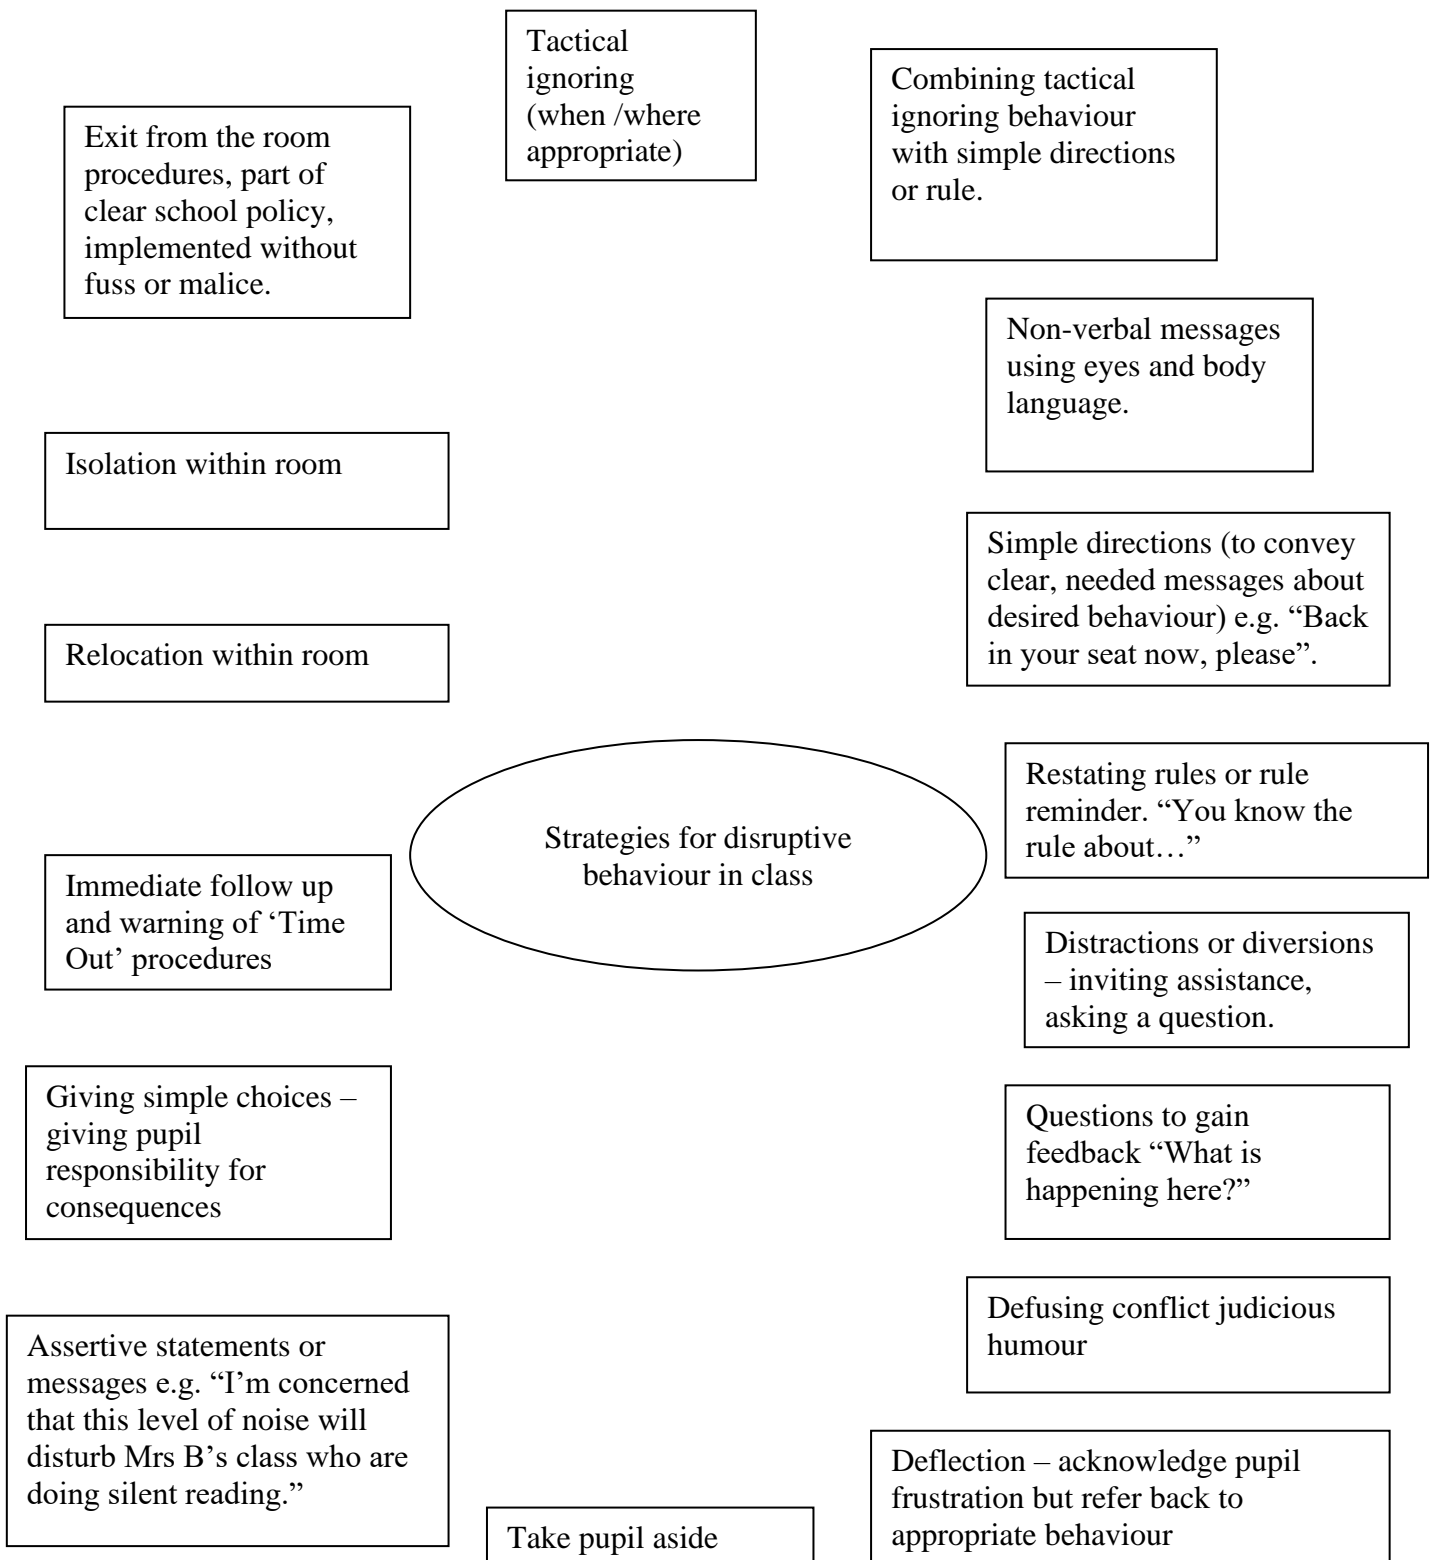 Tactical
ignoring
(when /where
appropriate)
Combining tactical
ignoring behaviour
with simple directions
or rule.
Exit from the room
procedures, part of
clear school policy,
implemented without
fuss or malice.
Non-verbal messages
using eyes and body
language.
Isolation within room
Simple directions (to convey
clear, needed messages about
desired behaviour) e.g. “Back
in your seat now, please”.
Relocation within room
Restating rules or rule
reminder. “You know the
rule about…”
Strategies for disruptive
behaviour in class
Immediate follow up
and warning of ‘Time
Out’ procedures
Distractions or diversions
– inviting assistance,
asking a question.
Giving simple choices –
giving pupil
responsibility for
consequences
Questions to gain
feedback “What is
happening here?”
Defusing conflict judicious
humour
Assertive statements or
messages e.g. “I’m concerned
that this level of noise will
disturb Mrs B’s class who are
doing silent reading.”
Deflection – acknowledge pupil
frustration but refer back to
appropriate behaviour
Take pupil aside